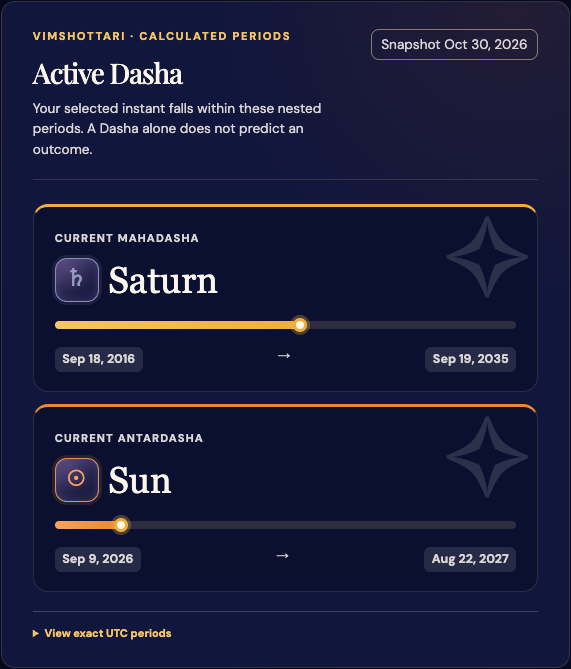 VIMSHOTTARI · CALCULATED PERIODS
Snapshot Oct 30, 2026
Active Dasha
Your selected instant falls within these nested
periods. A Dasha alone does not predict an
outcome.
CURRENT MAHADASHA
♄ Saturn
Sep 18, 2016 → Sep 19, 2035
CURRENT ANTARDASHA
☉ Sun
Sep 9, 2026 → Aug 22, 2027
▶ View exact UTC periods